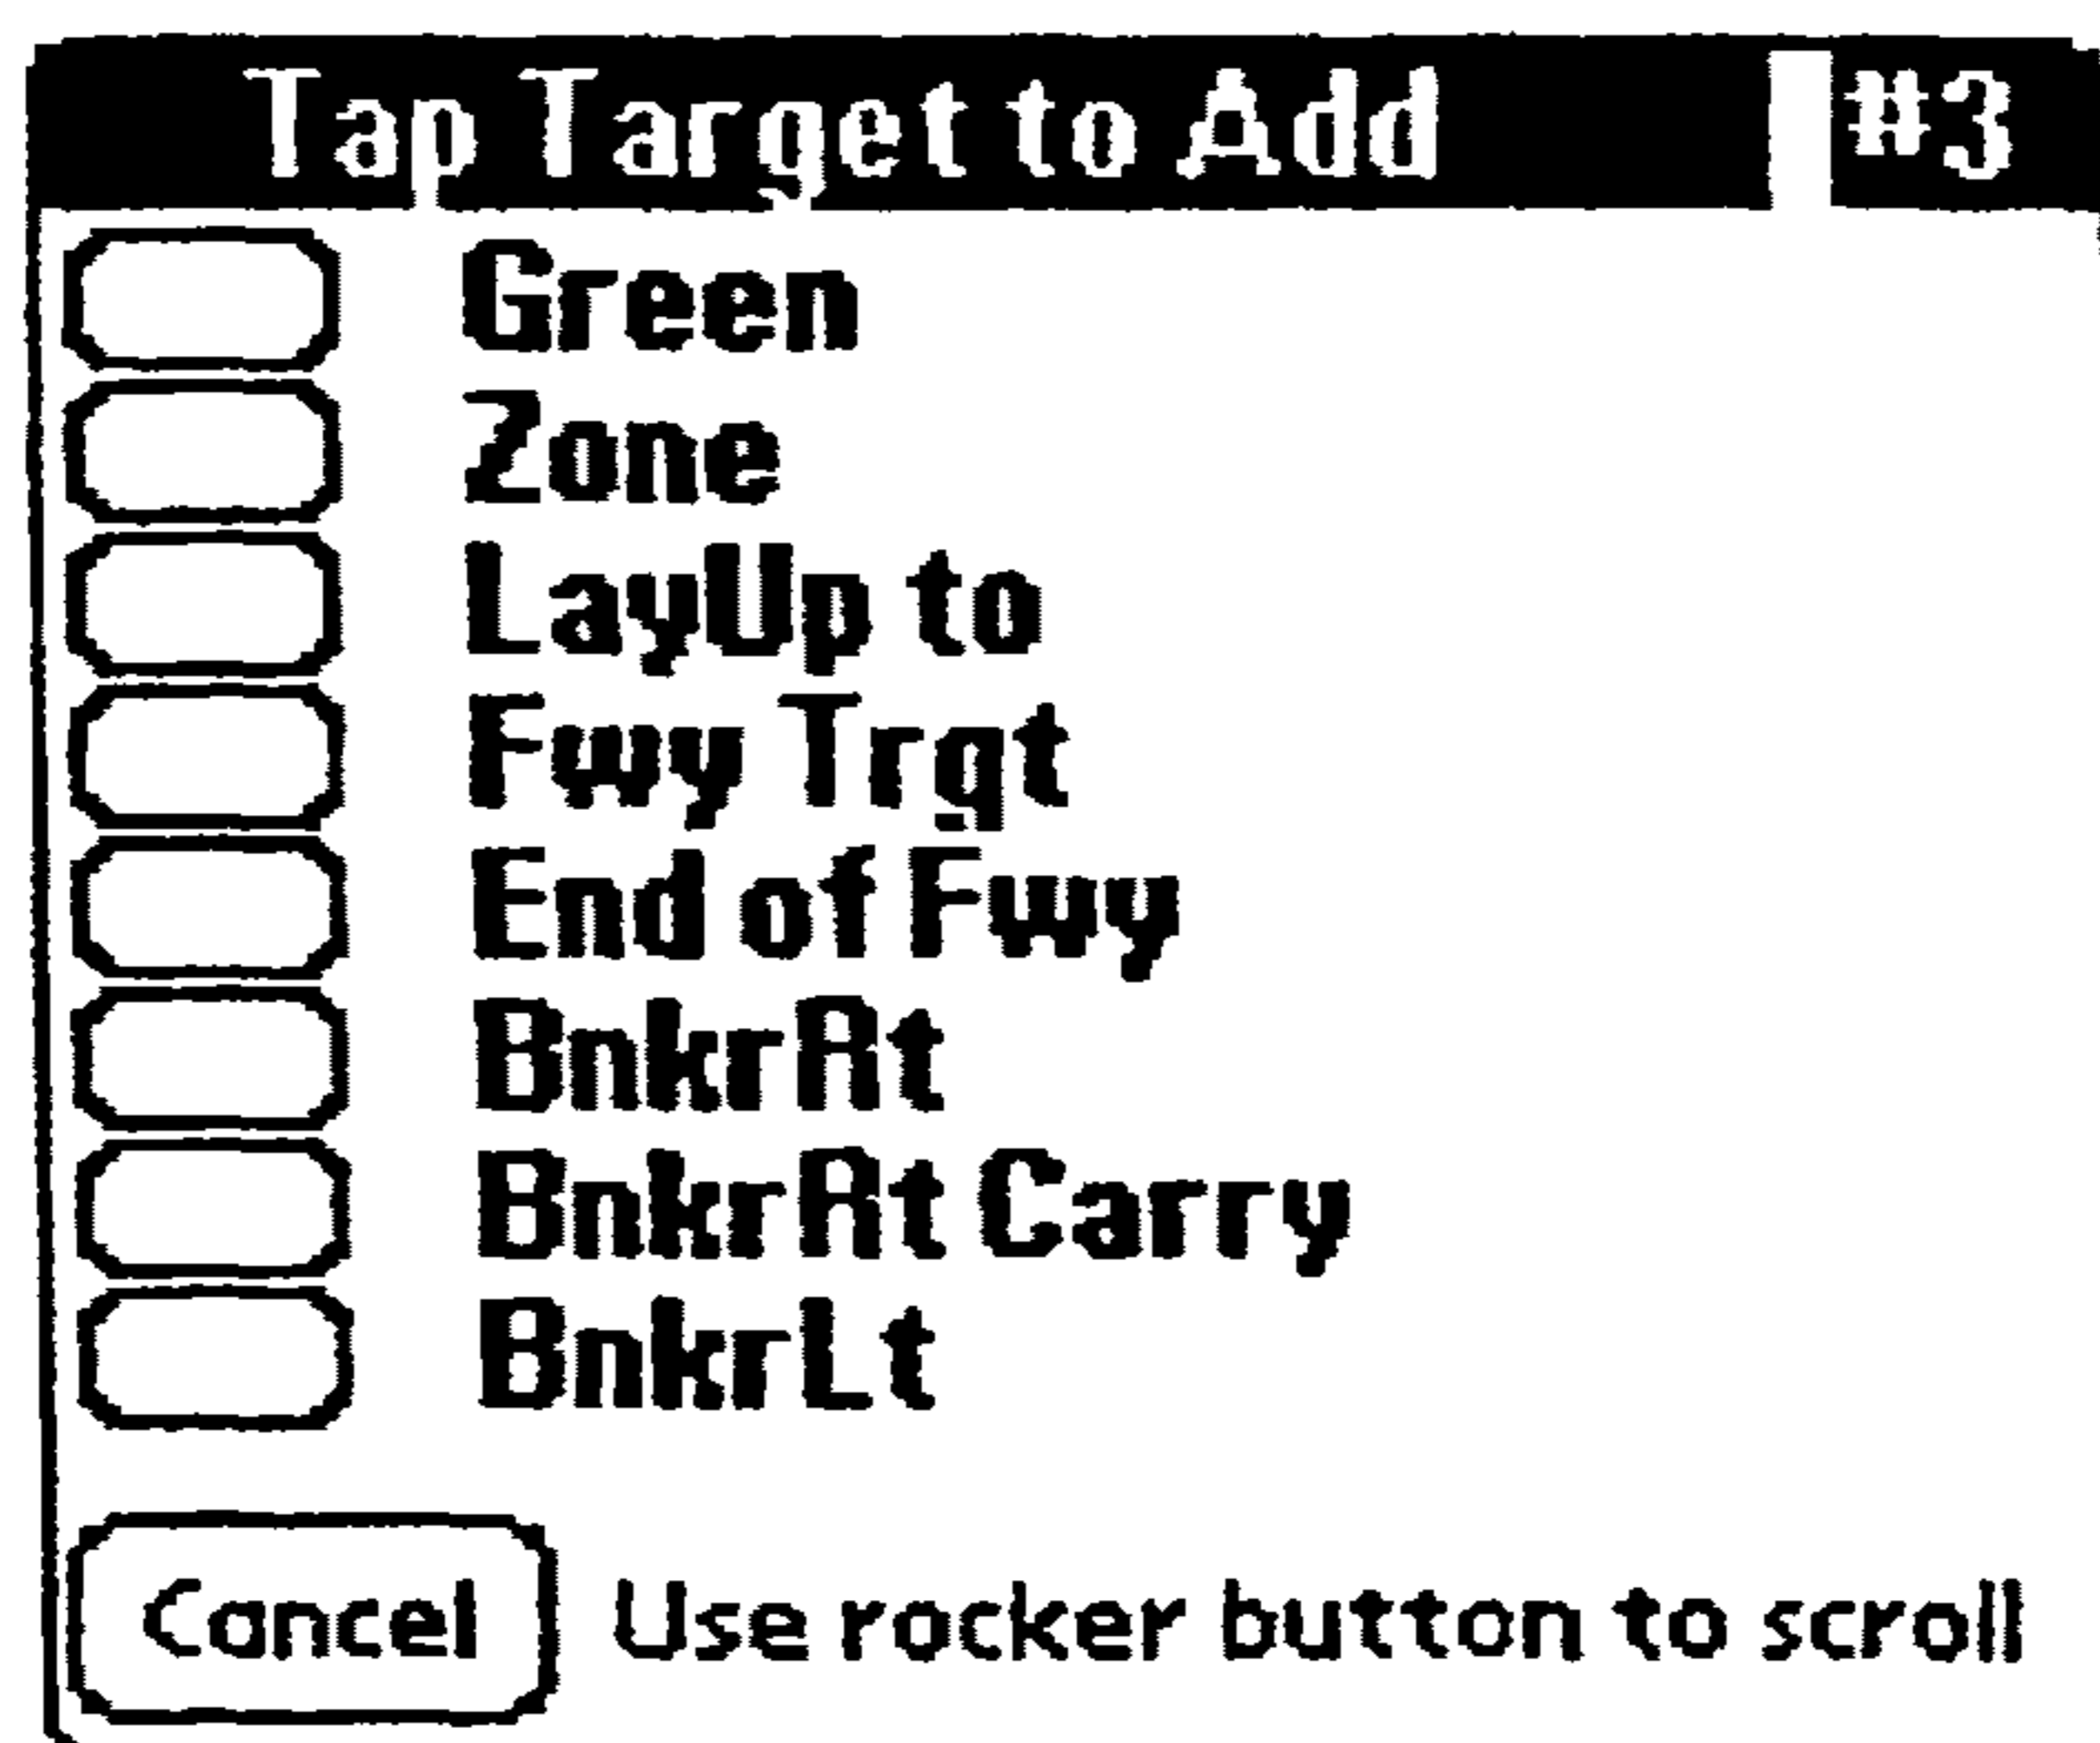 Tap Target to Add #3
Green
Zone
LayUp to
Fwy Trgt
End of Fwy
BnkrRt
BnkrRt Carry
BnkrLt
Cancel Use rocker button to scroll